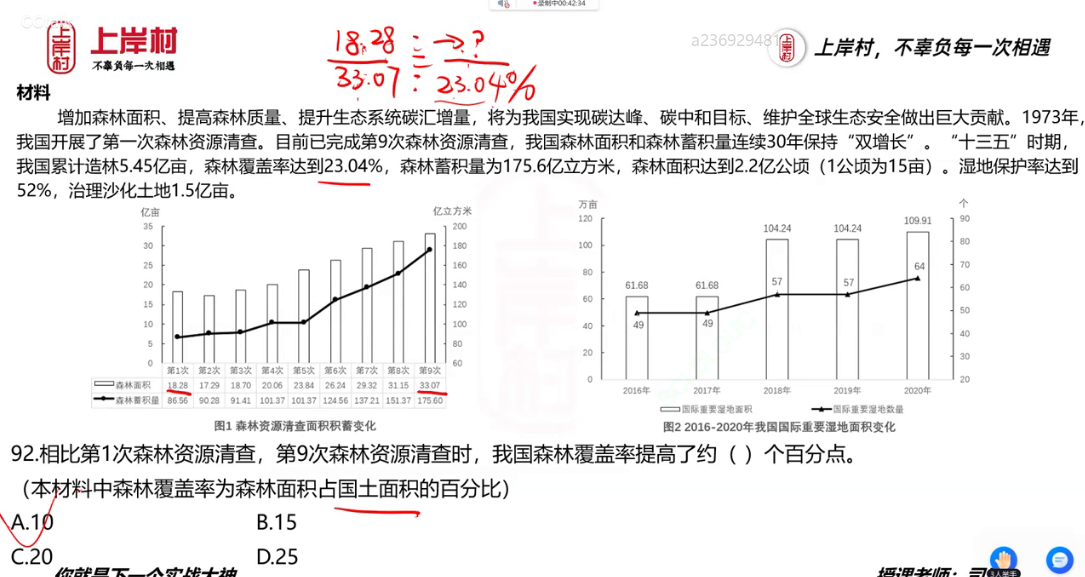 录制中00:42:34
上岸村
上岸村
不辜负每一次相遇
18.28
33.07
→?
23.04%
a236929481
上岸村，不辜负每一次相遇
材料
增加森林面积、提高森林质量、提升生态系统碳汇增量，将为我国实现碳达峰、碳中和目标、维护全球生态安全做出巨大贡献。1973年，
我国开展了第一次森林资源清查。目前已完成第9次森林资源清查，我国森林面积和森林蓄积量连续30年保持“双增长”。 “十三五”时期，
我国累计造林5.45亿亩，森林覆盖率达到23.04%，森林蓄积量为175.6亿立方米，森林面积达到2.2亿公顷（1公顷为15亩）。湿地保护率达到
52%，治理沙化土地1.5亿亩。
亿亩 亿立方米
35 200
30 180
25 160
20 140
15 120
10 100
5 80
0 60
第1次 第2次 第3次 第4次 第5次 第6次 第7次 第8次 第9次
森林面积 18.28 17.29 18.70 20.06 23.84 26.24 29.32 31.15 33.07
森林蓄积量 86.56 90.28 91.41 101.37 101.37 124.56 137.21 151.37 175.60
图1 森林资源清查面积积蓄变化
万亩 个
120 90
100 80
80 70
60 60
50
40 40
20 30
0 20
61.68 61.68 104.24 104.24 109.91
49 49 57 57 64
2016年 2017年 2018年 2019年 2020年
国际重要湿地面积 国际重要湿地数量
图2 2016-2020年我国国际重要湿地面积变化
92.相比第1次森林资源清查，第9次森林资源清查时，我国森林覆盖率提高了约（ ）个百分点。
（本材料中森林覆盖率为森林面积占国土面积的百分比）
A.10 B.15
C.20 D.25
你就是下一个实战大神
授课老师：司